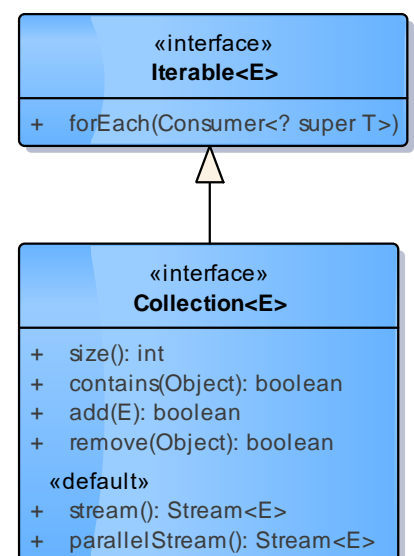 «interface»
Iterable<E>
+ forEach(Consumer<? super T>)
«interface»
Collection<E>
+ size(): int
+ contains(Object): boolean
+ add(E): boolean
+ remove(Object): boolean
«default»
+ stream(): Stream<E>
+ parallelStream(): Stream<E>